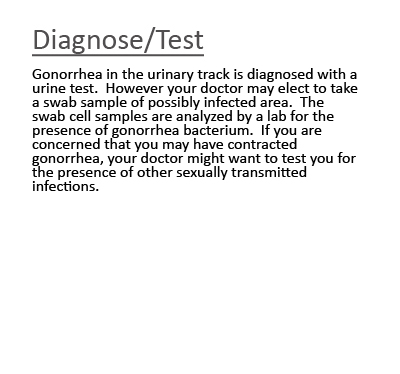 Diagnose/Test
Gonorrhea in the urinary track is diagnosed with a
urine test.  However your doctor may elect to take
a swab sample of possibly infected area.  The
swab cell samples are analyzed by a lab for the
presence of gonorrhea bacterium.  If you are
concerned that you may have contracted
gonorrhea, your doctor might want to test you for
the presence of other sexually transmitted
infections.